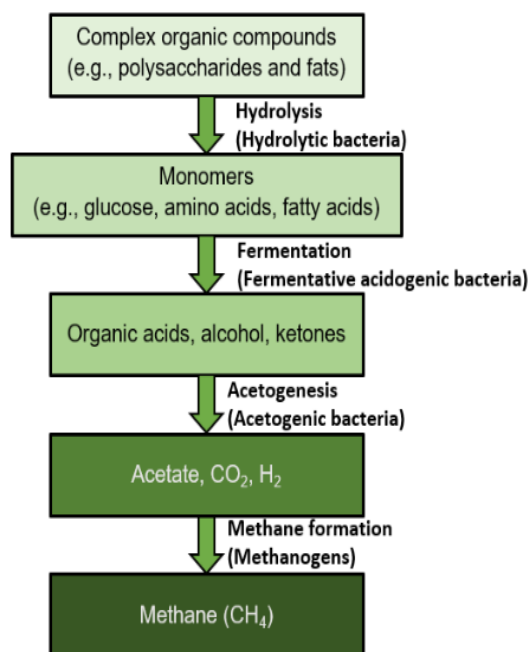 Complex organic compounds
(e.g., polysaccharides and fats)
Hydrolysis
(Hydrolytic bacteria)
Monomers
(e.g., glucose, amino acids, fatty acids)
Fermentation
(Fermentative acidogenic bacteria)
Organic acids, alcohol, ketones
Acetogenesis
(Acetogenic bacteria)
Acetate, CO₂, H₂
Methane formation
(Methanogens)
Methane (CH₄)